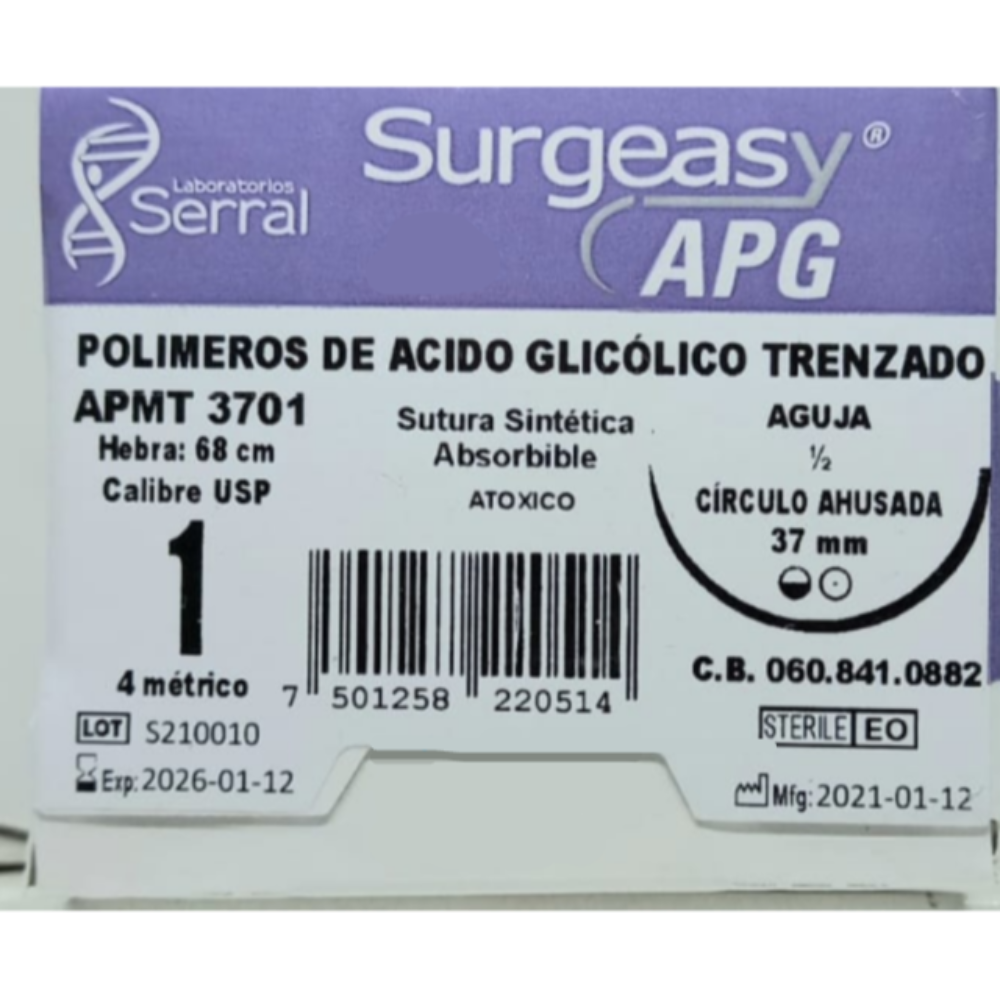 Laboratorios
Serral
Surgeasy®
APG
POLIMEROS DE ACIDO GLICÓLICO TRENZADO
APMT 3701
Hebra: 68 cm
Calibre USP
1
4 métrico
Sutura Sintética
Absorbible
ATOXICO
AGUJA
½
CÍRCULO AHUSADA
37 mm
7 501258 220514
C.B. 060.841.0882
LOT S210010
STERILE EO
Exp: 2026-01-12
Mfg: 2021-01-12